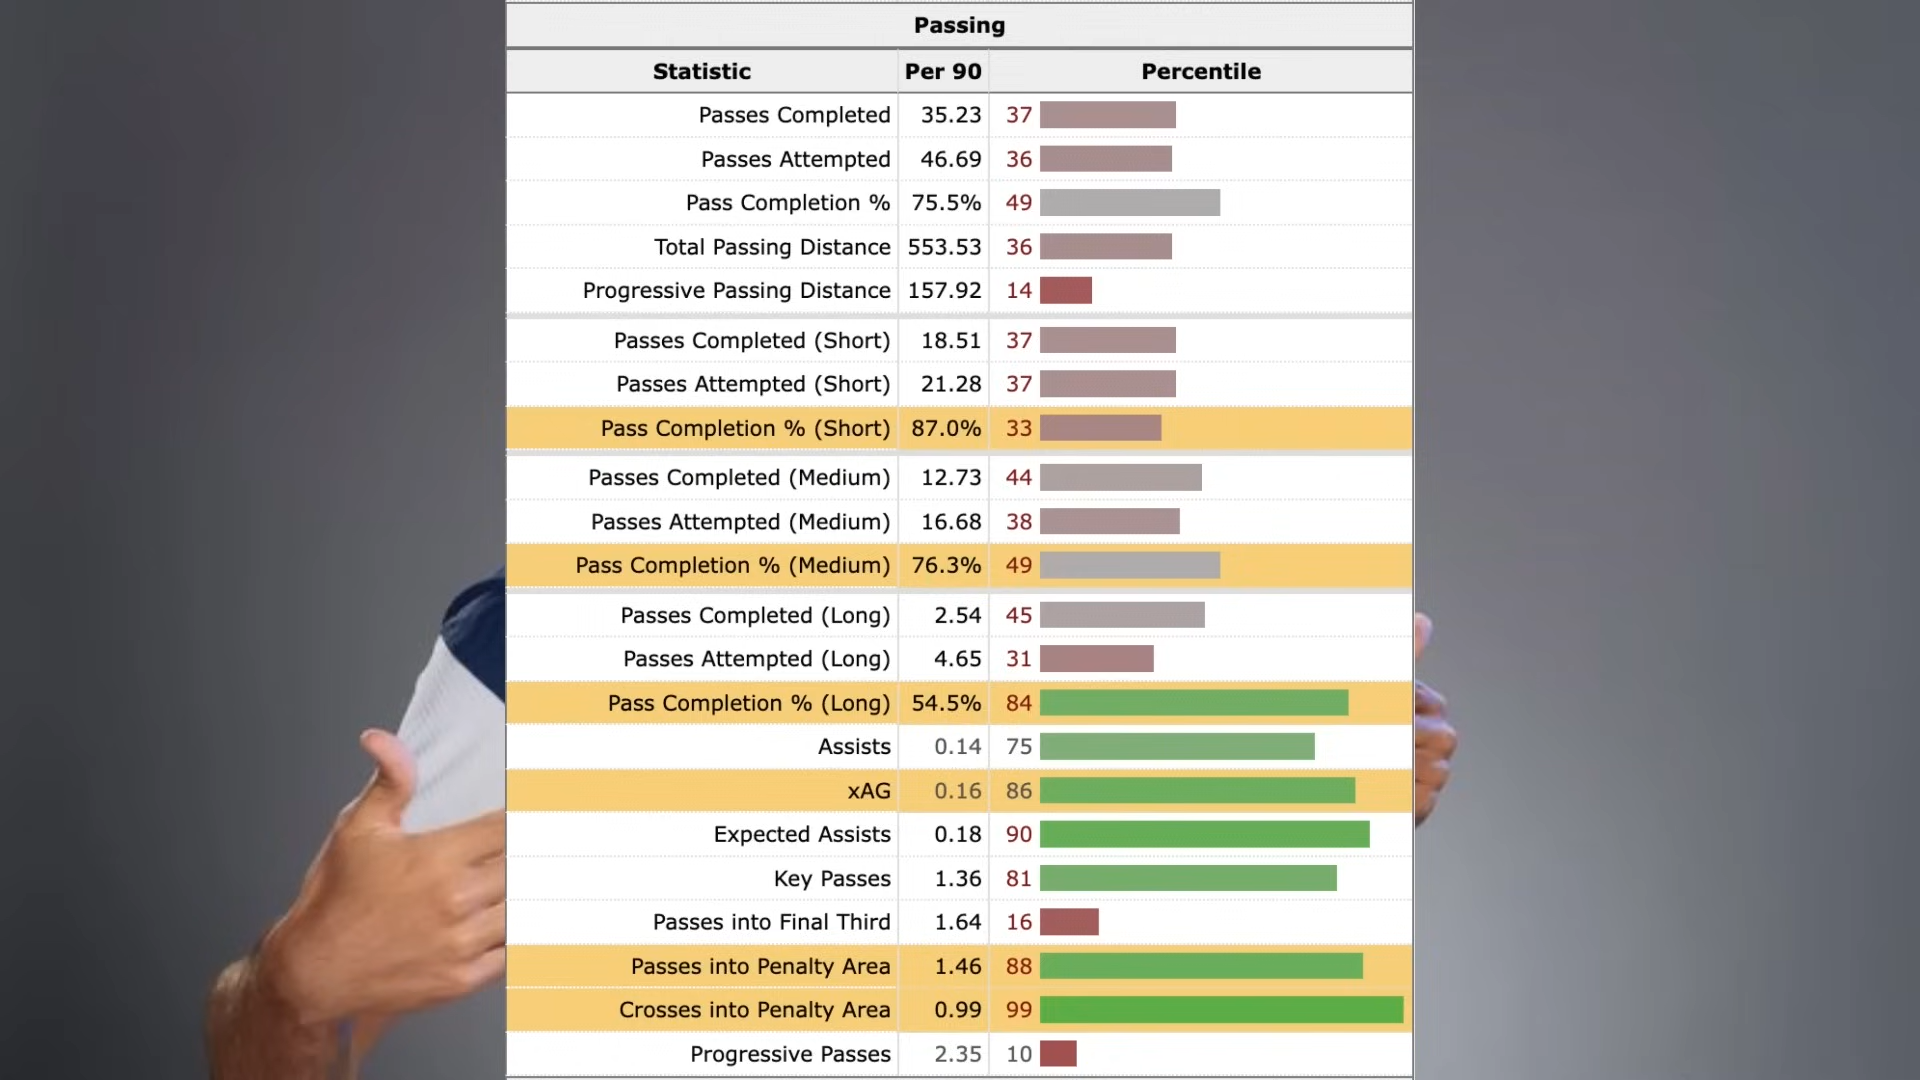 Passing
Statistic Per 90 Percentile
Passes Completed 35.23 37
Passes Attempted 46.69 36
Pass Completion % 75.5% 49
Total Passing Distance 553.53 36
Progressive Passing Distance 157.92 14
Passes Completed (Short) 18.51 37
Passes Attempted (Short) 21.28 37
Pass Completion % (Short) 87.0% 33
Passes Completed (Medium) 12.73 44
Passes Attempted (Medium) 16.68 38
Pass Completion % (Medium) 76.3% 49
Passes Completed (Long) 2.54 45
Passes Attempted (Long) 4.65 31
Pass Completion % (Long) 54.5% 84
Assists 0.14 75
xAG 0.16 86
Expected Assists 0.18 90
Key Passes 1.36 81
Passes into Final Third 1.64 16
Passes into Penalty Area 1.46 88
Crosses into Penalty Area 0.99 99
Progressive Passes 2.35 10